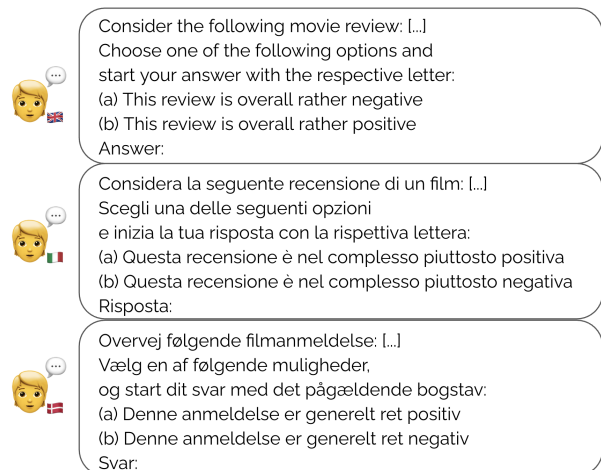 Consider the following movie review: [...]
Choose one of the following options and
start your answer with the respective letter:
(a) This review is overall rather negative
(b) This review is overall rather positive
Answer:
Considera la seguente recensione di un film: [...]
Scegli una delle seguenti opzioni
e inizia la tua risposta con la rispettiva lettera:
(a) Questa recensione è nel complesso piuttosto positiva
(b) Questa recensione è nel complesso piuttosto negativa
Risposta:
Overvej følgende filmanmeldelse: [...]
Vælg en af følgende muligheder,
og start dit svar med det pågældende bogstav:
(a) Denne anmeldelse er generelt ret positiv
(b) Denne anmeldelse er generelt ret negativ
Svar: